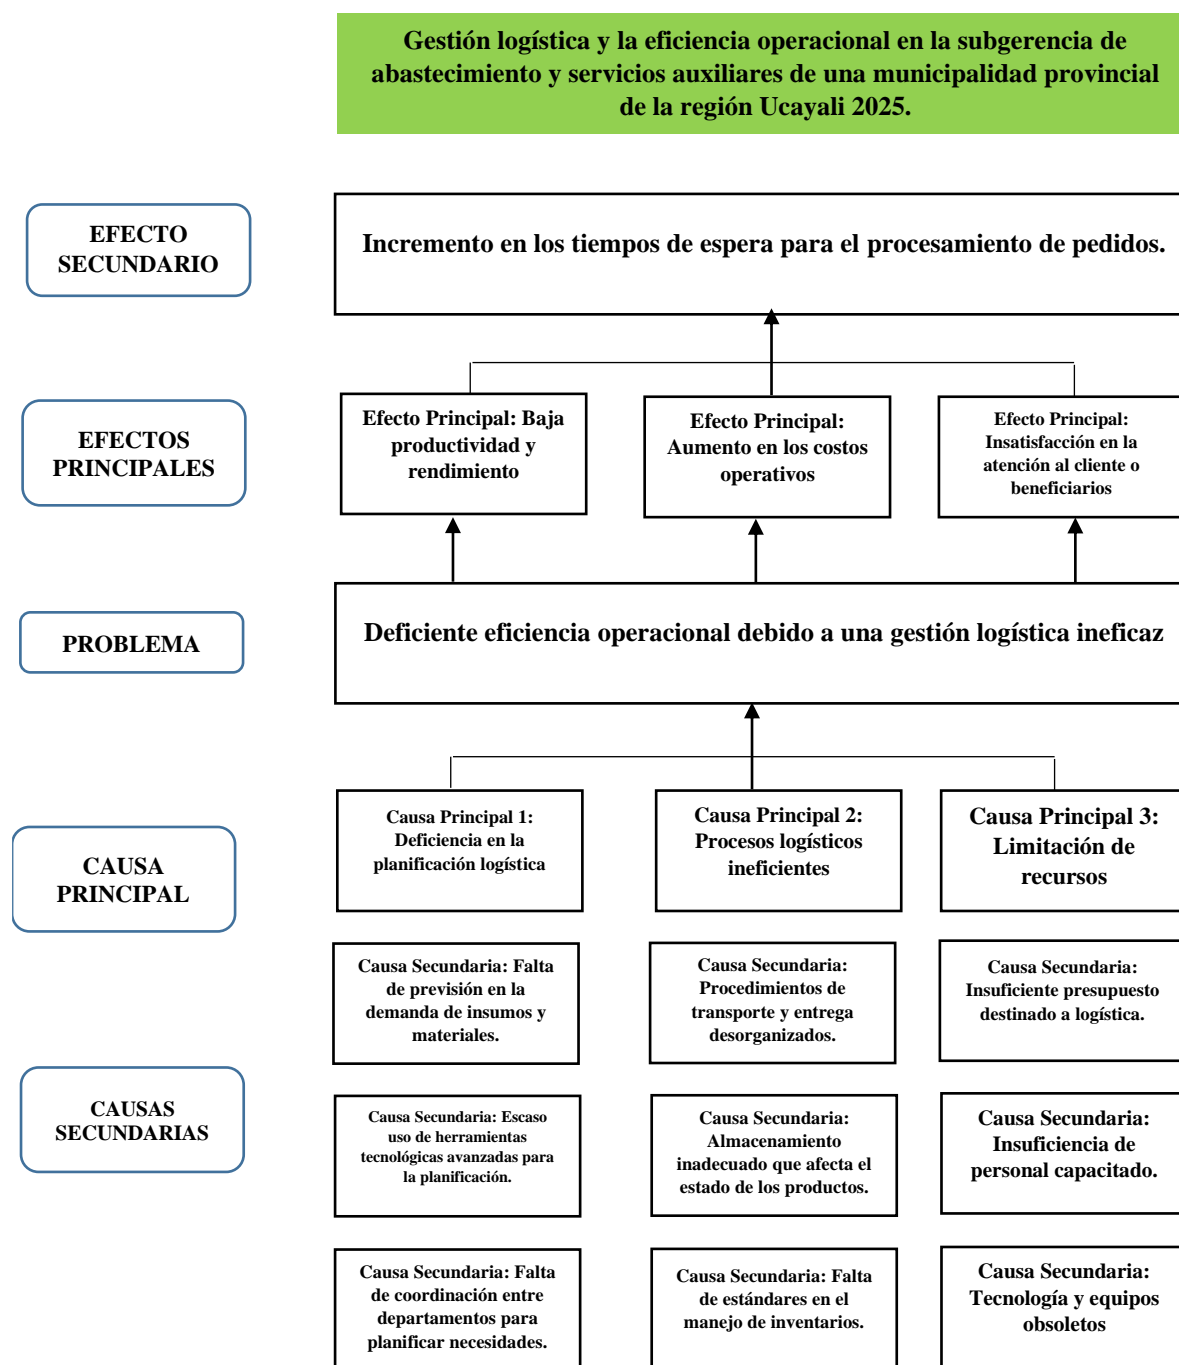 Gestión logística y la eficiencia operacional en la subgerencia de
abastecimiento y servicios auxiliares de una municipalidad provincial
de la región Ucayali 2025.
EFECTO
SECUNDARIO
Incremento en los tiempos de espera para el procesamiento de pedidos.
EFECTOS
PRINCIPALES
Efecto Principal: Baja
productividad y
rendimiento
Efecto Principal:
Aumento en los costos
operativos
Efecto Principal:
Insatisfacción en la
atención al cliente o
beneficiarios
PROBLEMA
Deficiente eficiencia operacional debido a una gestión logística ineficaz
CAUSA
PRINCIPAL
Causa Principal 1:
Deficiencia en la
planificación logística
Causa Principal 2:
Procesos logísticos
ineficientes
Causa Principal 3:
Limitación de
recursos
Causa Secundaria: Falta
de previsión en la
demanda de insumos y
materiales.
Causa Secundaria:
Procedimientos de
transporte y entrega
desorganizados.
Causa Secundaria:
Insuficiente presupuesto
destinado a logística.
CAUSAS
SECUNDARIAS
Causa Secundaria: Escaso
uso de herramientas
tecnológicas avanzadas para
la planificación.
Causa Secundaria:
Almacenamiento
inadecuado que afecta el
estado de los productos.
Causa Secundaria:
Insuficiencia de
personal capacitado.
Causa Secundaria: Falta
de coordinación entre
departamentos para
planificar necesidades.
Causa Secundaria: Falta
de estándares en el
manejo de inventarios.
Causa Secundaria:
Tecnología y equipos
obsoletos